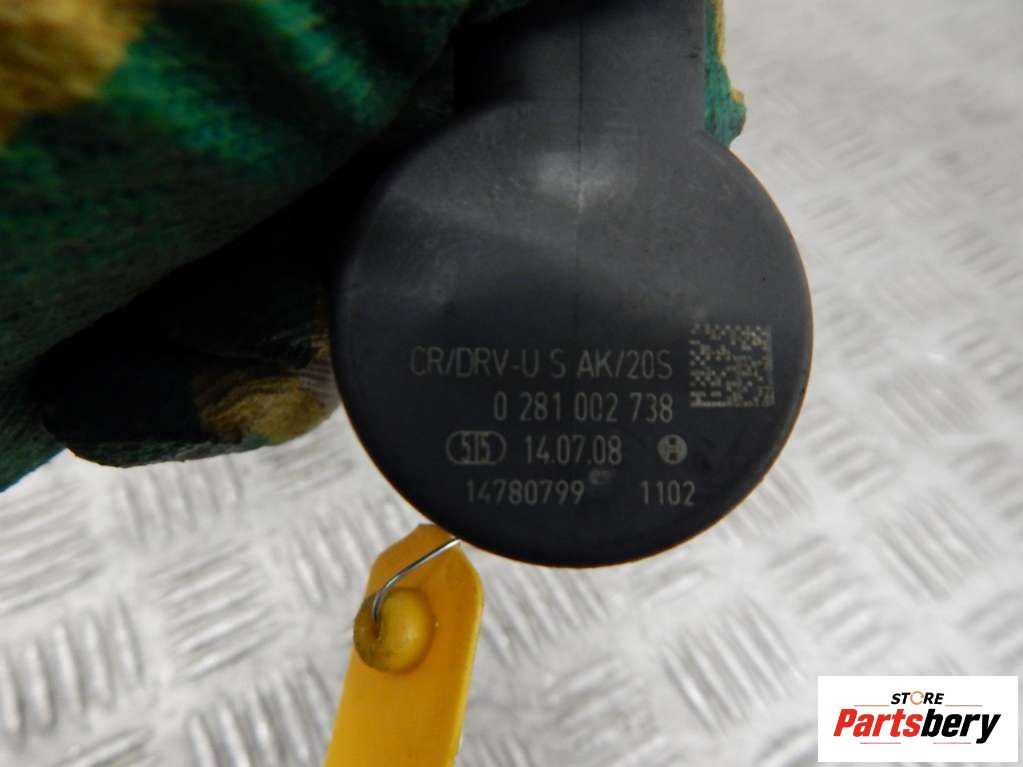 CR/DRV-U S AK/20S
0 281 002 738
515 14.07.08
14780799 1102
STORE
Partsbery